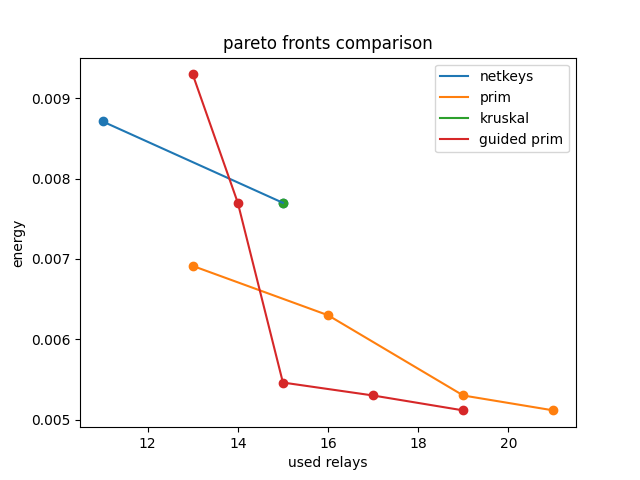 pareto fronts comparison
netkeys
prim
kruskal
guided prim
0.009
0.008
0.007
0.006
0.005
energy
12 14 16 18 20
used relays